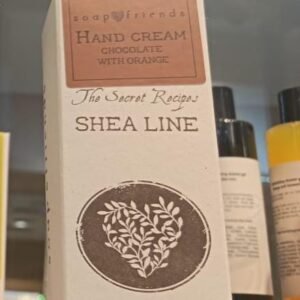 soap friends
HAND CREAM
CHOCOLATE
WITH ORANGE
The Secret Recipes
SHEA LINE